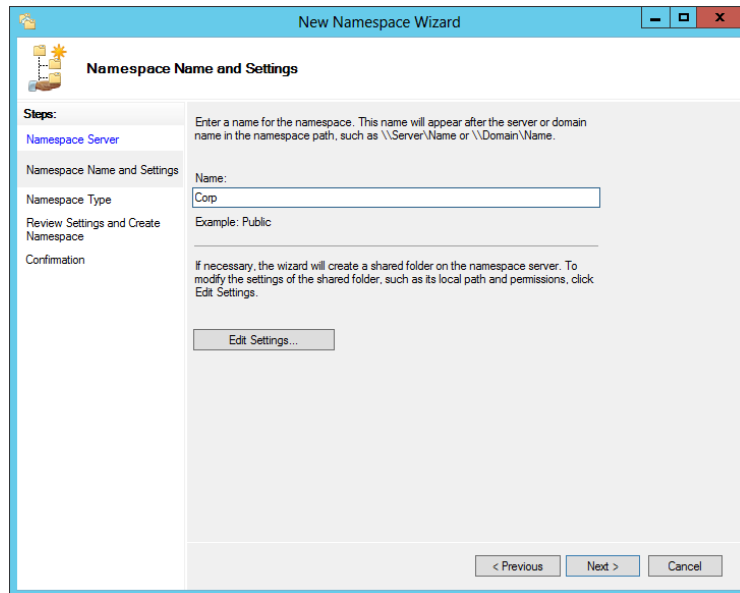 New Namespace Wizard
x
Namespace Name and Settings
Steps:
Namespace Server
Namespace Name and Settings
Namespace Type
Review Settings and Create
Namespace
Confirmation
Enter a name for the namespace. This name will appear after the server or domain
name in the namespace path, such as \\Server\Name or \\Domain\Name.
Name:
Corp
Example: Public
If necessary, the wizard will create a shared folder on the namespace server. To
modify the settings of the shared folder, such as its local path and permissions, click
Edit Settings.
Edit Settings...
< Previous
Next >
Cancel